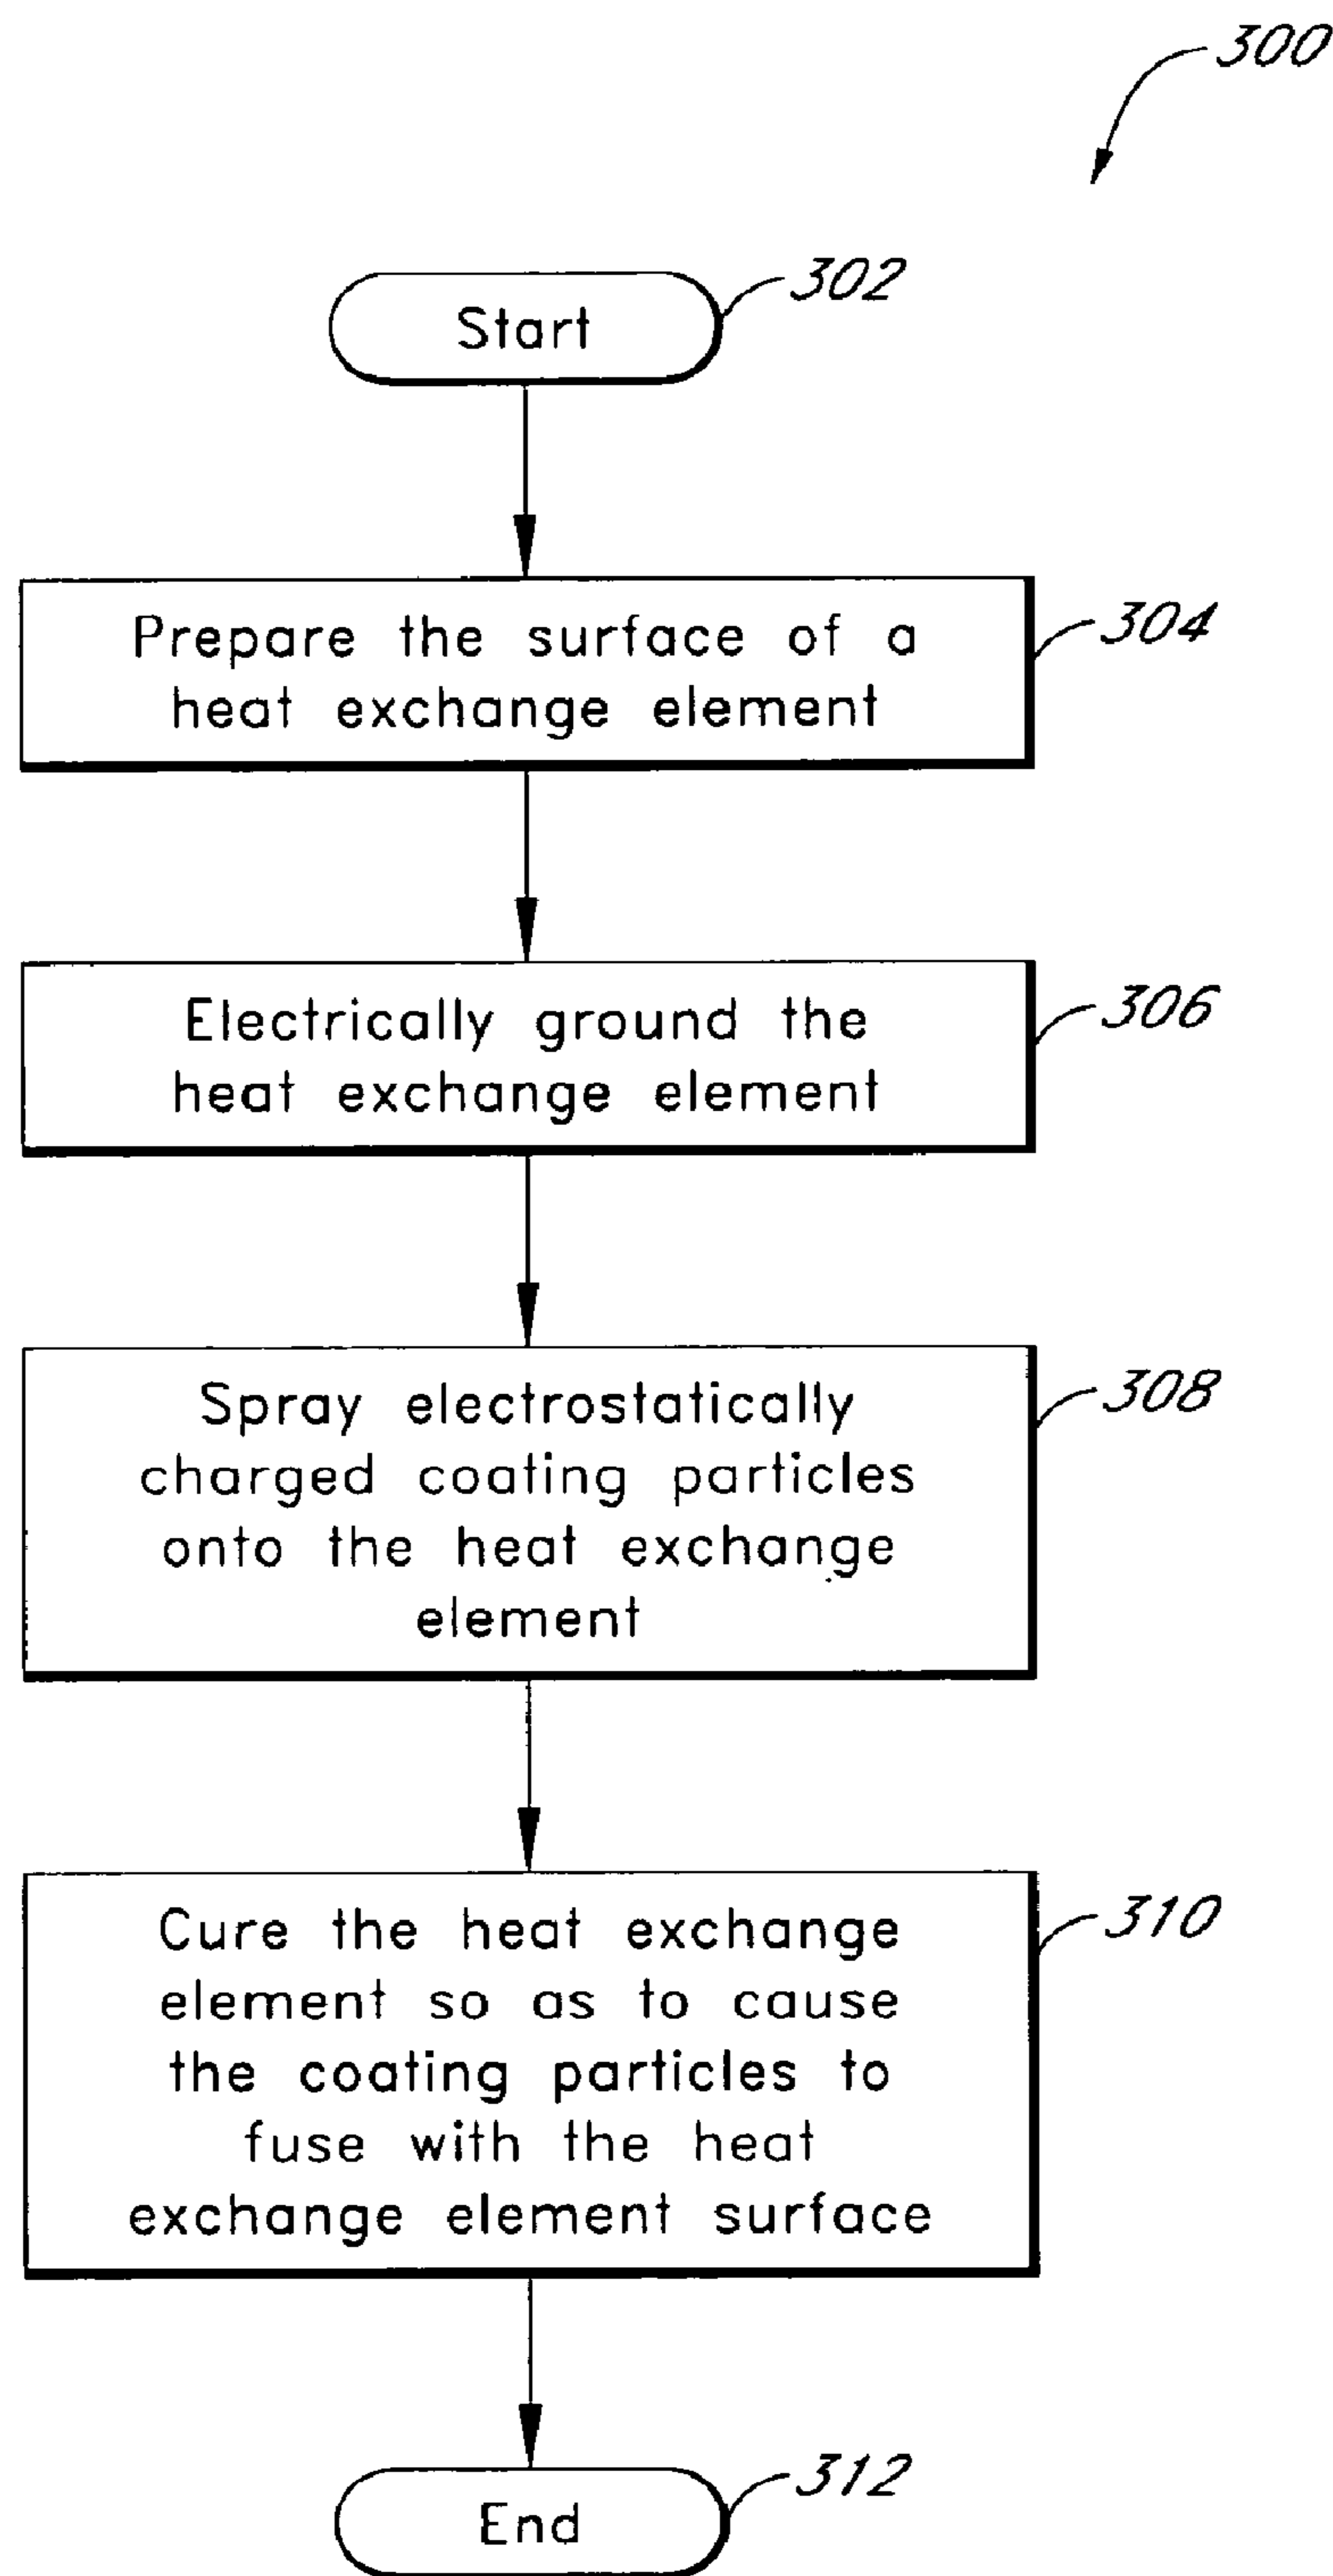 300
Start
302
Prepare the surface of a
heat exchange element
304
Electrically ground the
heat exchange element
306
Spray electrostatically
charged coating particles
onto the heat exchange
element
308
Cure the heat exchange
element so as to cause
the coating particles to
fuse with the heat
exchange element surface
310
End
312